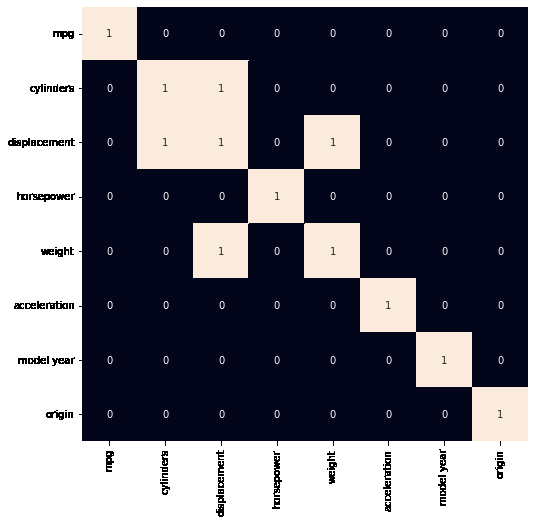 mpg 1 0 0 0 0 0 0 0
cylinders 0 1 1 0 0 0 0 0
displacement 0 1 1 0 1 0 0 0
horsepower 0 0 0 1 0 0 0 0
weight 0 0 1 0 1 0 0 0
acceleration 0 0 0 0 0 1 0 0
model year 0 0 0 0 0 0 1 0
origin 0 0 0 0 0 0 0 1
mpg
cylinders
displacement
horsepower
weight
acceleration
model year
origin